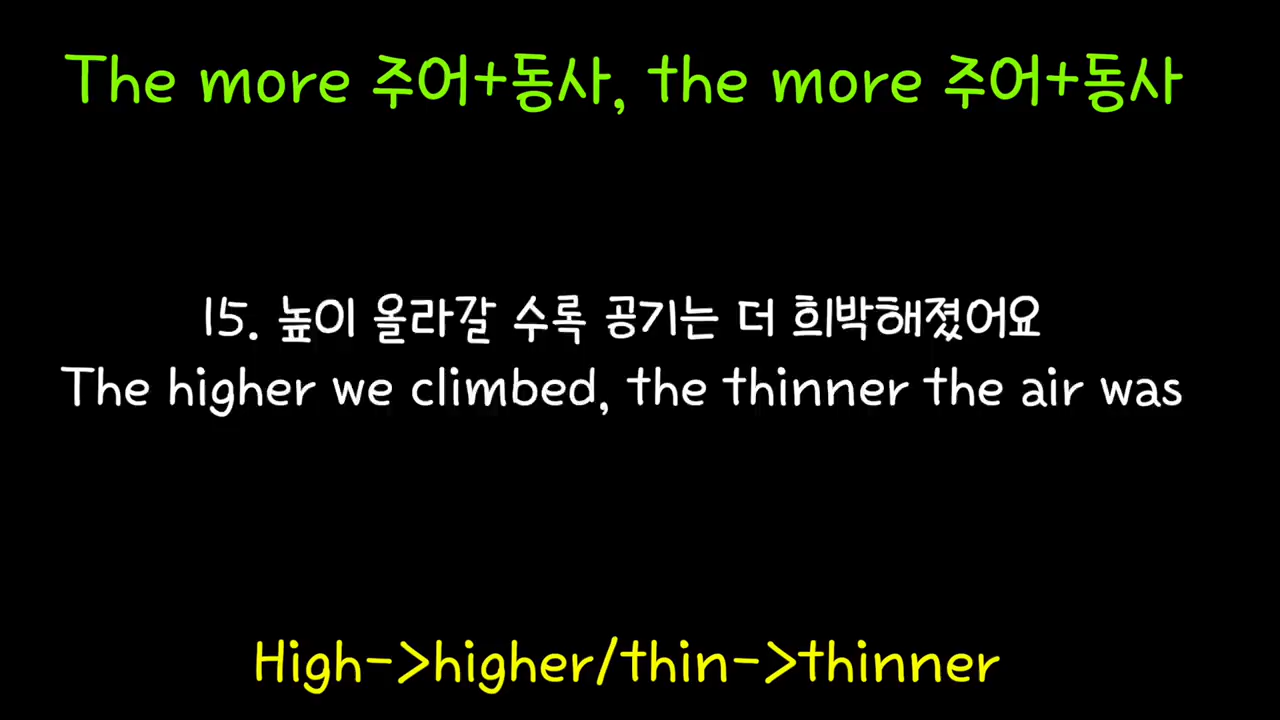 The more 주어+동사, the more 주어+동사
15. 높이 올라갈 수록 공기는 더 희박해졌어요
The higher we climbed, the thinner the air was
High->higher/thin->thinner